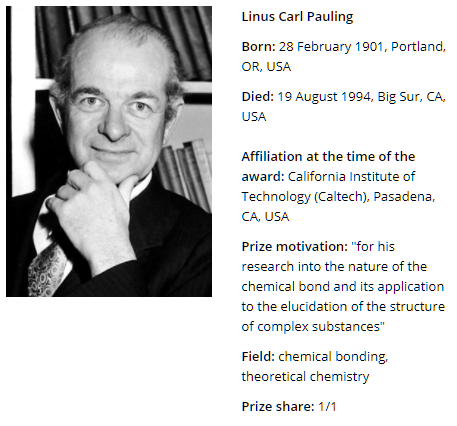 Linus Carl Pauling
Born: 28 February 1901, Portland,
OR, USA
Died: 19 August 1994, Big Sur, CA,
USA
Affiliation at the time of the
award: California Institute of
Technology (Caltech), Pasadena,
CA, USA
Prize motivation: "for his
research into the nature of the
chemical bond and its application
to the elucidation of the structure
of complex substances"
Field: chemical bonding,
theoretical chemistry
Prize share: 1/1